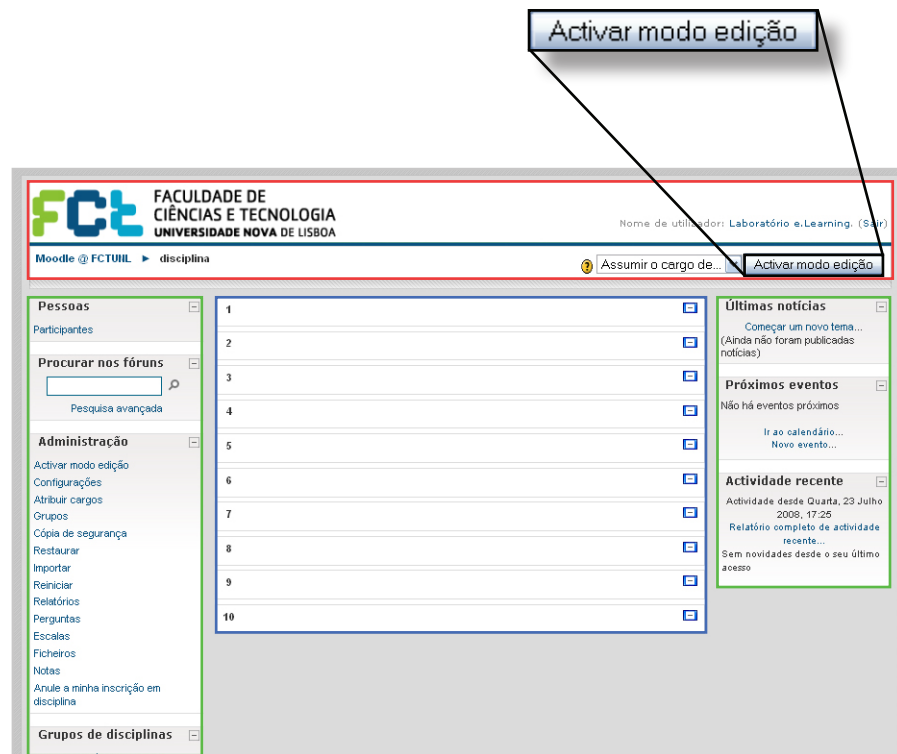 Activar modo edição
FCt
FACULDADE DE
CIÊNCIAS E TECNOLOGIA
UNIVERSIDADE NOVA DE LISBOA
Nome de utilizador: Laboratório e.Learning. (Sair)
Moodle @ FCTUNL ► disciplina
Assumir o cargo de... Activar modo edição
Pessoas
Participantes
Procurar nos fóruns
Pesquisa avançada
Administração
Activar modo edição
Configurações
Atribuir cargos
Grupos
Cópia de segurança
Restaurar
Importar
Reiniciar
Relatórios
Perguntas
Escalas
Ficheiros
Notas
Anule a minha inscrição em
disciplina
Grupos de disciplinas
1
2
3
4
5
6
7
8
9
10
Últimas notícias
Começar um novo tema...
(Ainda não foram publicadas
notícias)
Próximos eventos
Não há eventos próximos
Ir ao calendário...
Novo evento...
Actividade recente
Actividade desde Quarta, 23 Julho
2008, 17:25
Relatório completo de actividade
recente...
Sem novidades desde o seu último
acesso